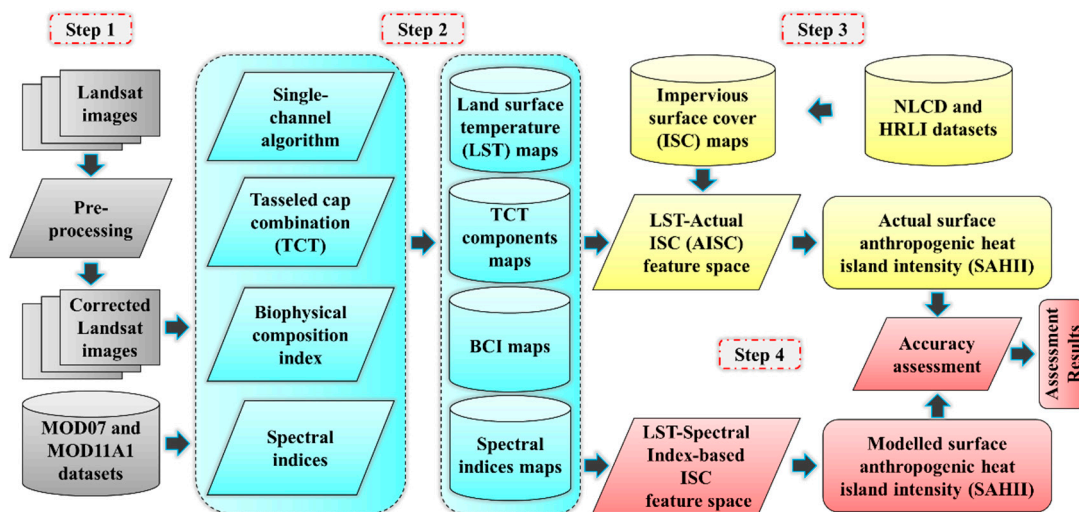 Step 1
Step 2
Step 3
Landsat
images
Pre-
processing
Corrected
Landsat
images
MOD07 and
MOD11A1
datasets
Single-
channel
algorithm
Tasseled cap
combination
(TCT)
Biophysical
composition
index
Spectral
indices
Land surface
temperature
(LST) maps
TCT
components
maps
BCI maps
Spectral
indices maps
Impervious
surface cover
(ISC) maps
NLCD and
HRLI datasets
LST-Actual
ISC (AISC)
feature space
Actual surface
anthropogenic heat
island intensity (SAHII)
Step 4
Accuracy
assessment
Assessment
Results
LST-Spectral
Index-based
ISC
feature space
Modelled surface
anthropogenic heat
island intensity (SAHII)